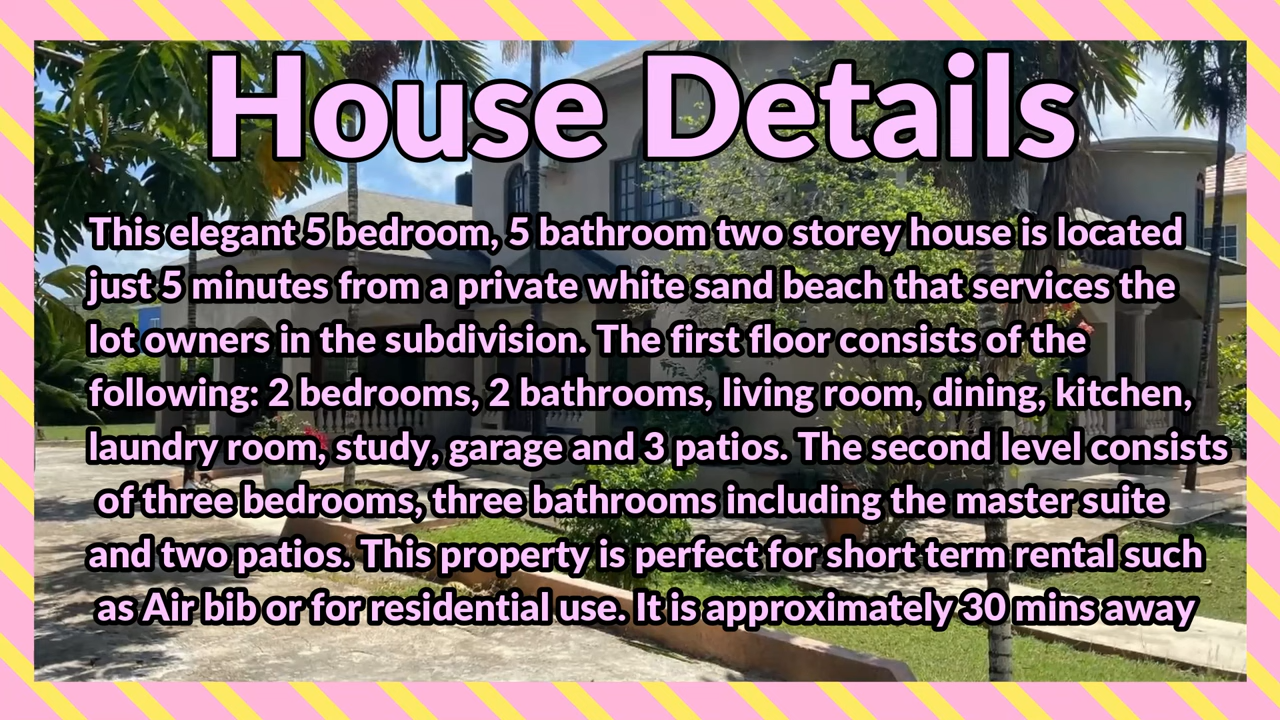 House Details
This elegant 5 bedroom, 5 bathroom two storey house is located
just 5 minutes from a private white sand beach that services the
lot owners in the subdivision. The first floor consists of the
following: 2 bedrooms, 2 bathrooms, living room, dining, kitchen,
laundry room, study, garage and 3 patios. The second level consists
of three bedrooms, three bathrooms including the master suite
and two patios. This property is perfect for short term rental such
as Air bib or for residential use. It is approximately 30 mins away